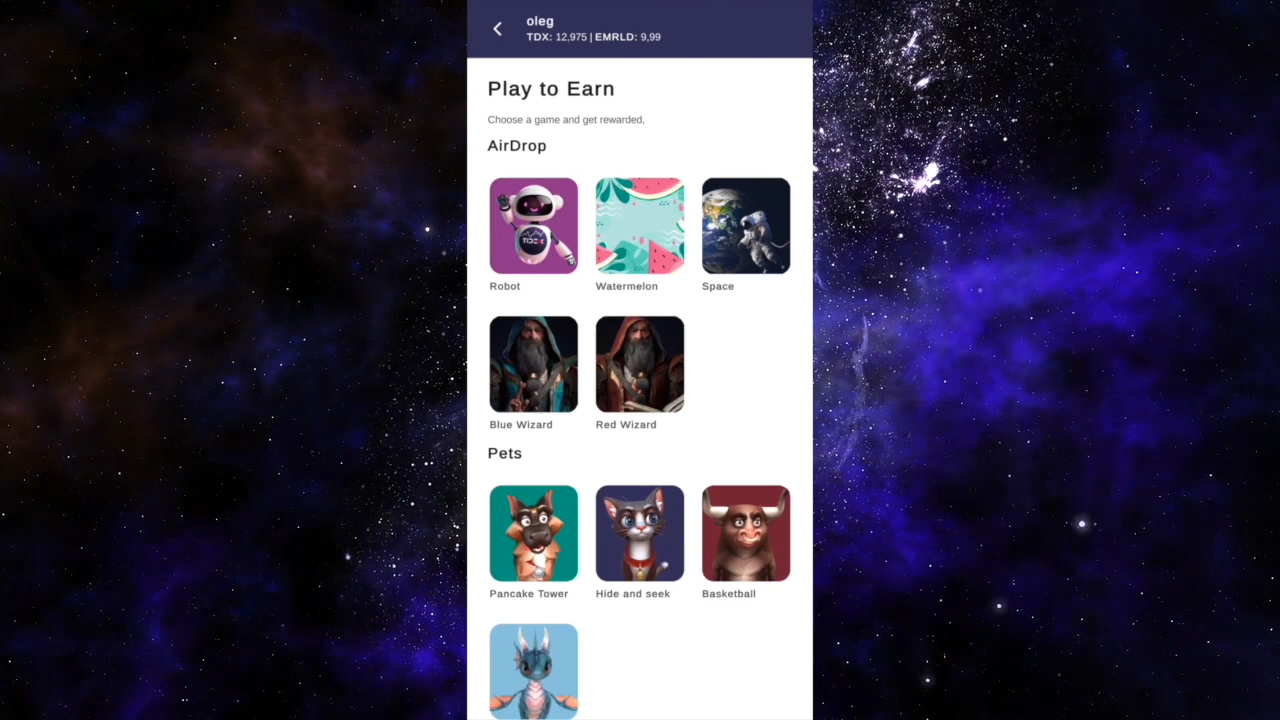 oleg
TDX: 12,975 | EMRLD: 9,99
Play to Earn
Choose a game and get rewarded,
AirDrop
TIDEX
Robot
Watermelon
Space
Blue Wizard
Red Wizard
Pets
Pancake Tower
Hide and seek
Basketball